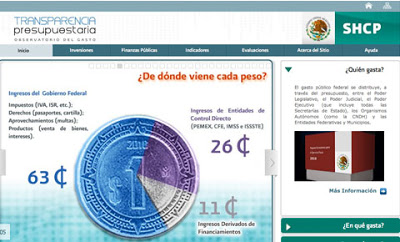 TRANSPARENCIA
presupuestaria
OBSERVATORIO DEL GASTO
SHCP
Inicio Inversiones Finanzas Públicas Indicadores Evaluaciones Acerca del Sitio Ayuda
¿De dónde viene cada peso?
Ingresos del Gobierno Federal
Impuestos (IVA, ISR, etc.);
Derechos (pasaportes, castilla);
Aprovechamientos (multas);
Productos (venta de bienes,
intereses).
63 ₵
Ingresos de Entidades de
Control Directo
(PEMEX, CFE, IMSS e ISSSTE)
26 ₵
11 ₵
Ingresos Derivados de
Financiamientos
¿Quién gasta?
El gasto público federal se distribuye, a
través del presupuesto, entre el Poder
Legislativo, el Poder Judicial, el Poder
Ejecutivo (que incluye todas las
Secretarías de Estado), los Organismos
Autónomos (como la CNDH) y las
Entidades Federativas y Municipios.
Más Información
¿En qué gasta?